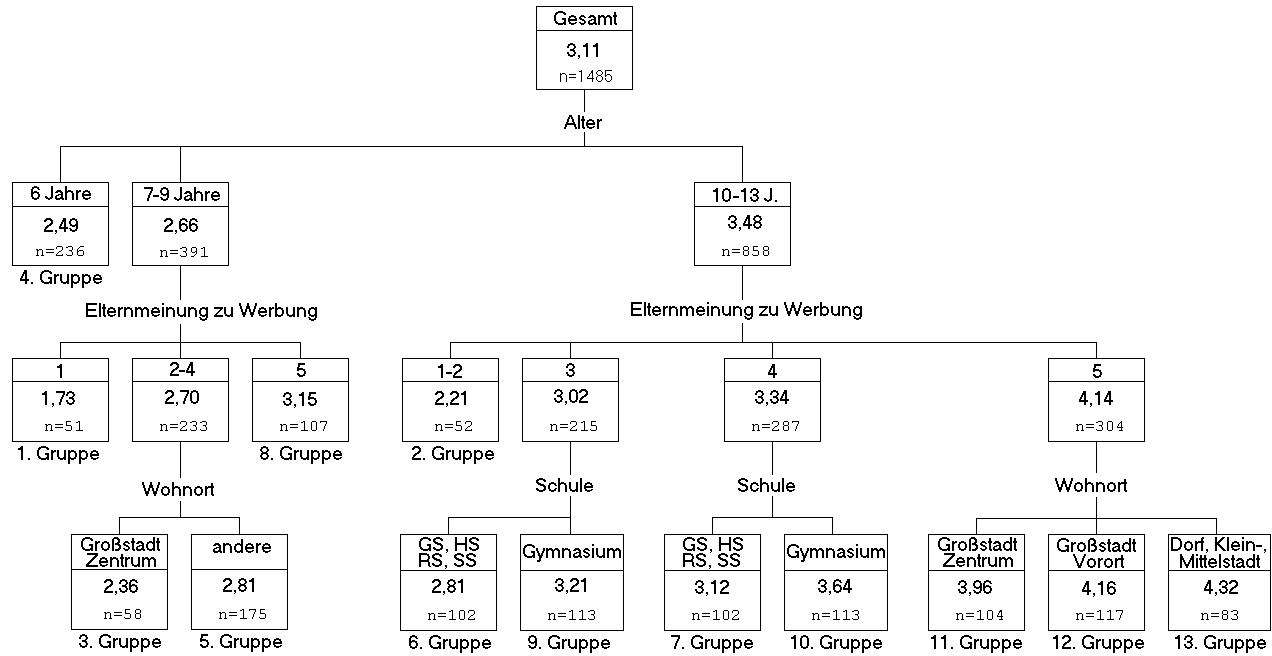 Gesamt
3,11
n=1485
Alter
6 Jahre
2,49
n=236
4. Gruppe
7-9 Jahre
2,66
n=391
10-13 J.
3,48
n=858
Elternmeinung zu Werbung
Elternmeinung zu Werbung
1
1,73
n=51
1. Gruppe
2-4
2,70
n=233
5
3,15
n=107
8. Gruppe
1-2
2,21
n=52
2. Gruppe
3
3,02
n=215
4
3,34
n=287
5
4,14
n=304
Wohnort
Schule
Schule
Wohnort
Großstadt
Zentrum
2,36
n=58
3. Gruppe
andere
2,81
n=175
5. Gruppe
GS, HS
RS, SS
2,81
n=102
6. Gruppe
Gymnasium
3,21
n=113
9. Gruppe
GS, HS
RS, SS
3,12
n=102
7. Gruppe
Gymnasium
3,64
n=113
10. Gruppe
Großstadt
Zentrum
3,96
n=104
11. Gruppe
Großstadt
Vorort
4,16
n=117
12. Gruppe
Dorf, Klein-,
Mittelstadt
4,32
n=83
13. Gruppe